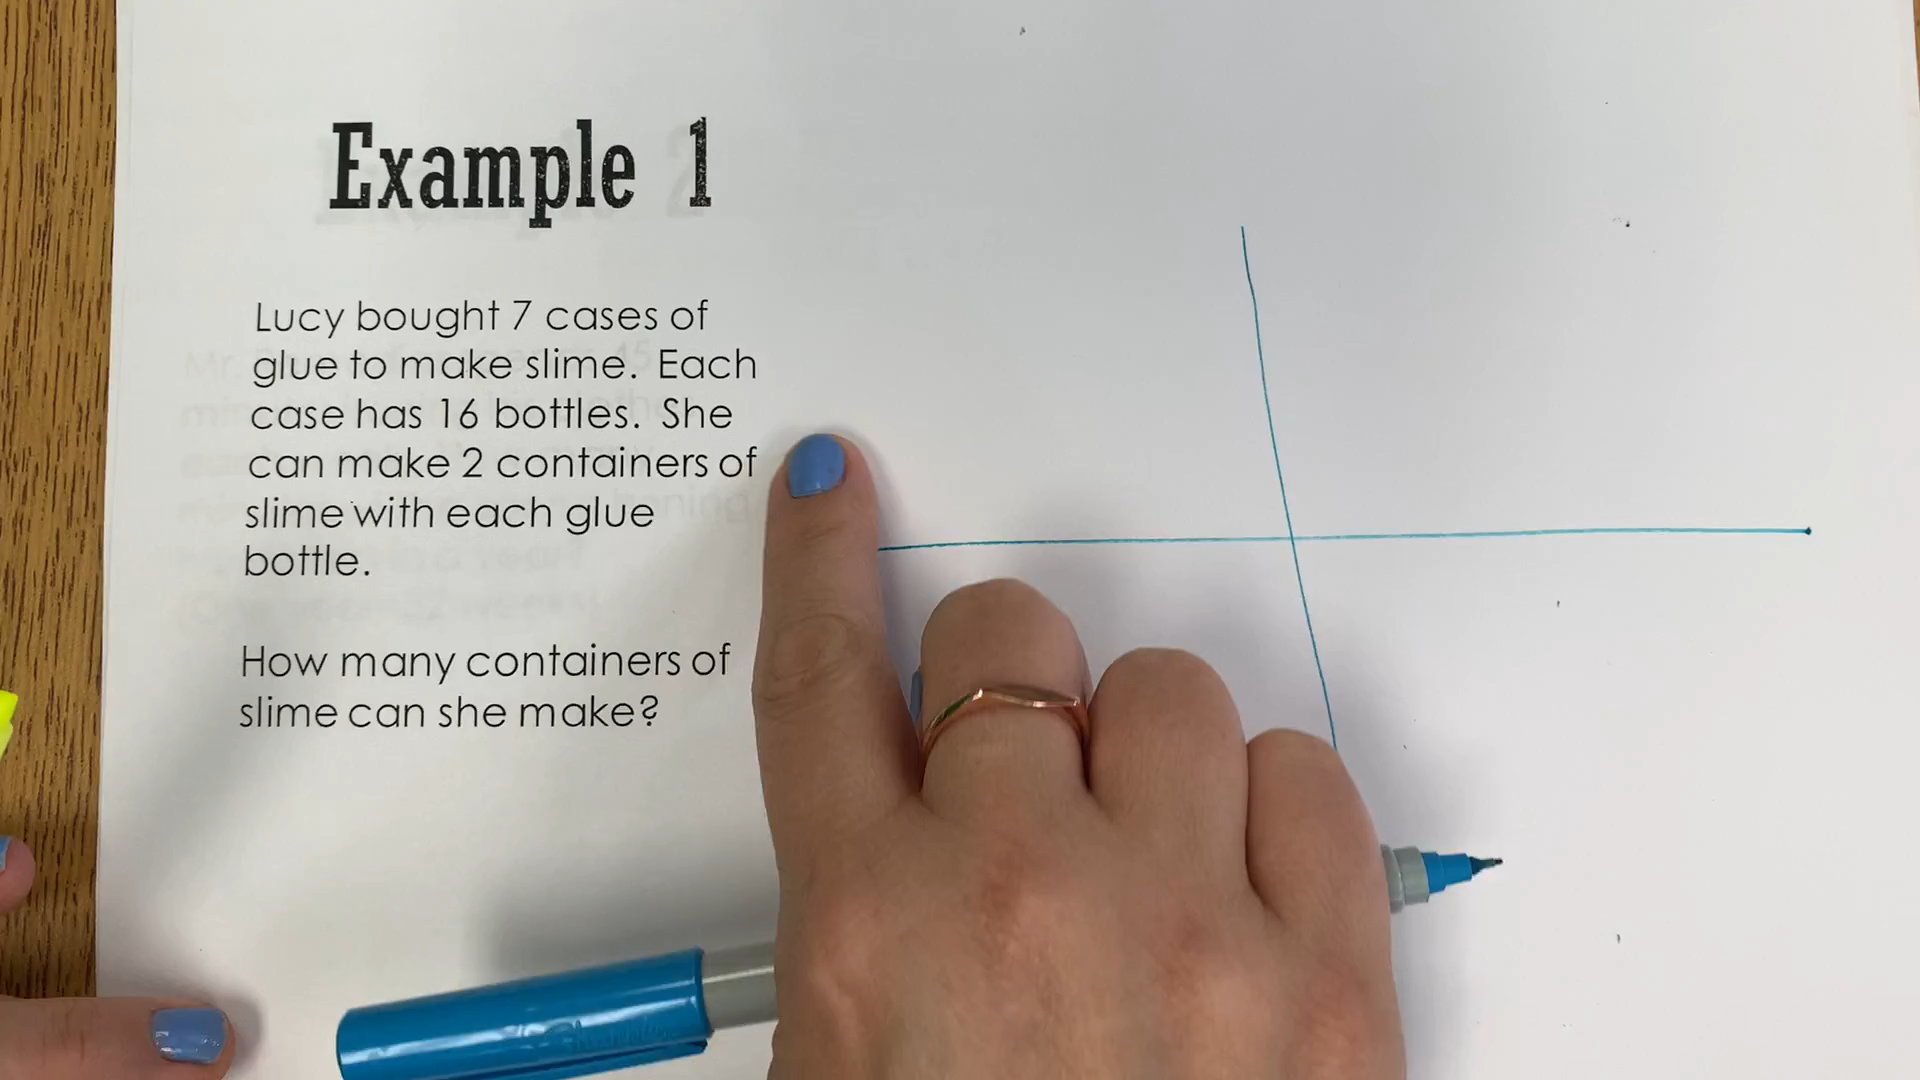 Example 1
Lucy bought 7 cases of
glue to make slime. Each
case has 16 bottles. She
can make 2 containers of
slime with each glue
bottle.
How many containers of
slime can she make?